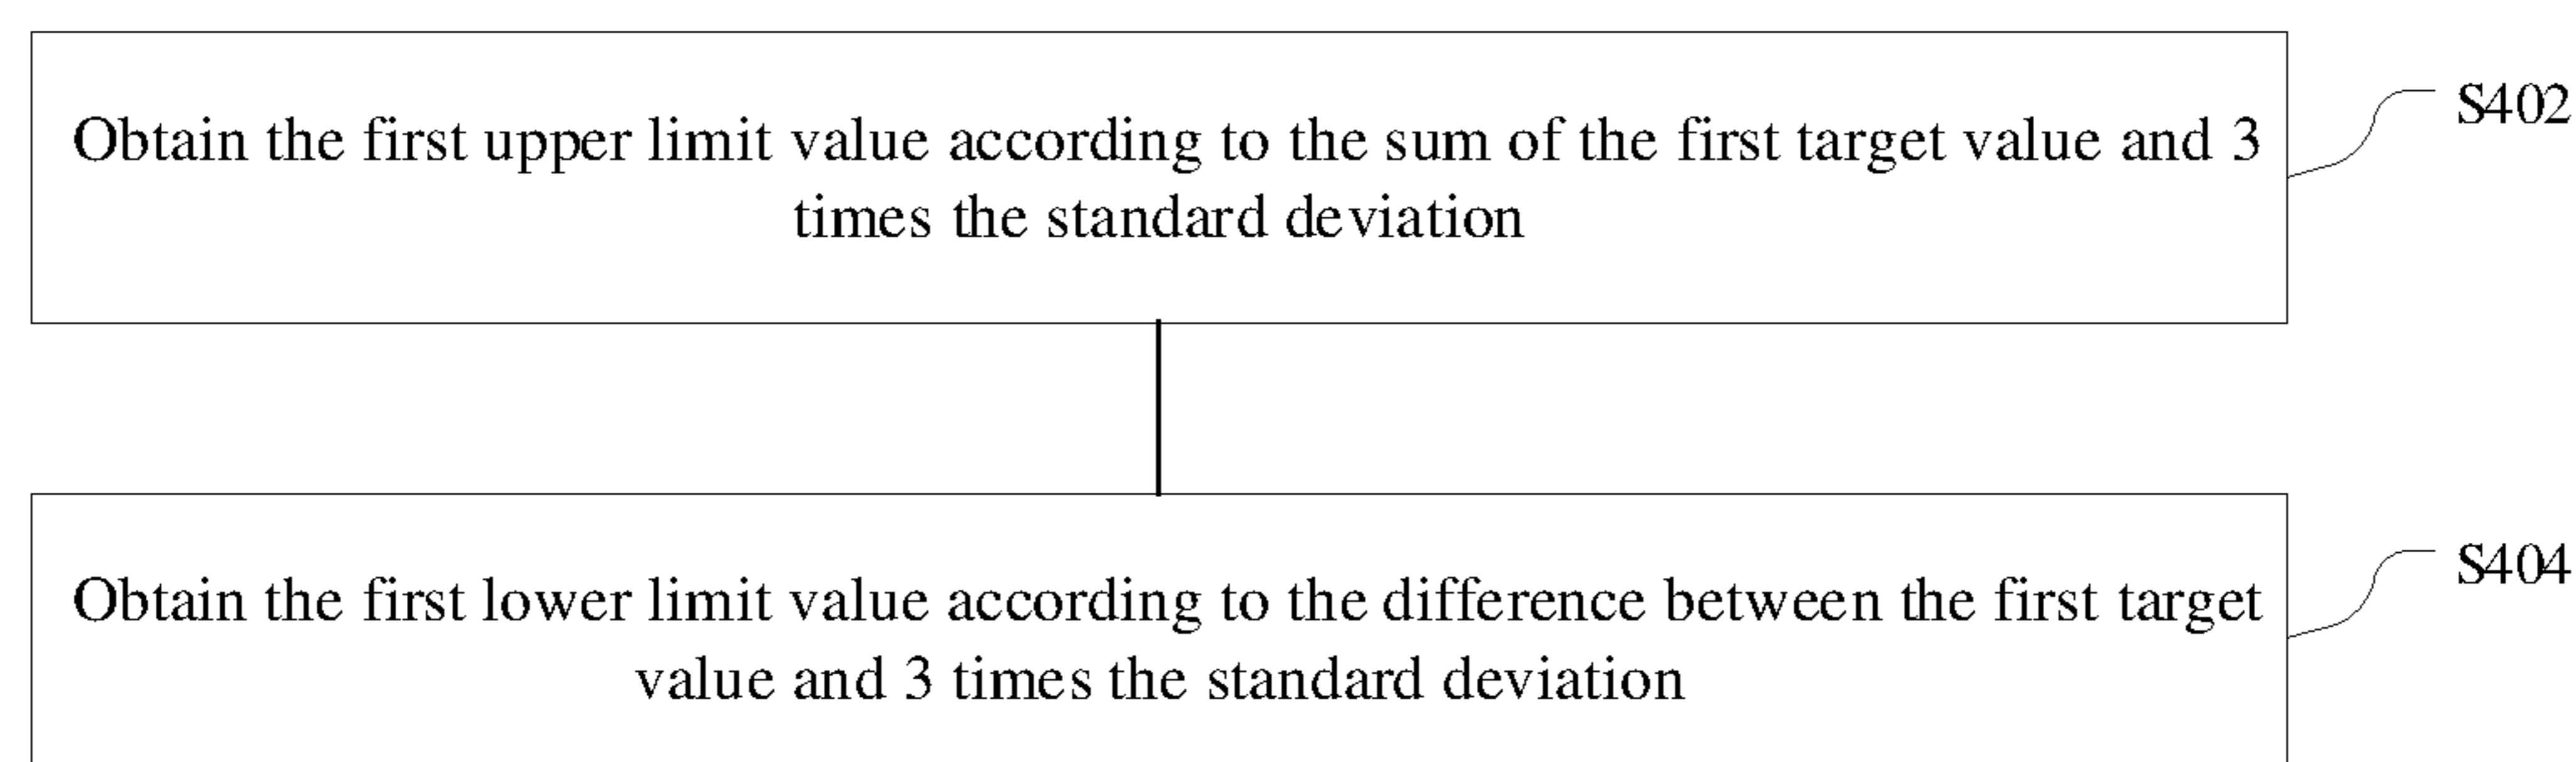 Obtain the first upper limit value according to the sum of the first target value and 3
times the standard deviation
S402
Obtain the first lower limit value according to the difference between the first target
value and 3 times the standard deviation
S404